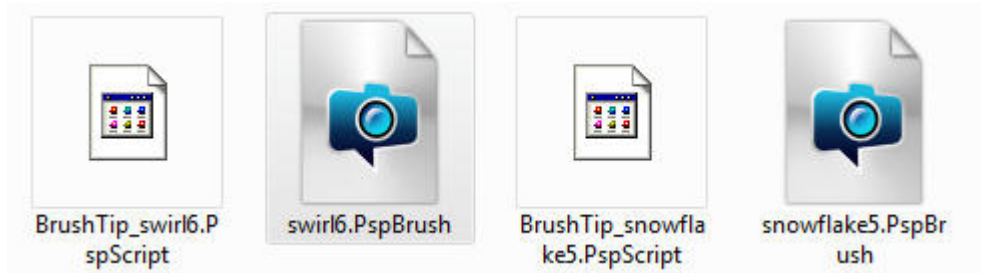 BrushTip_swirl6.P
spScript
swirl6.PspBrush
BrushTip_snowfla
ke5.PspScript
snowflake5.PspBr
ush